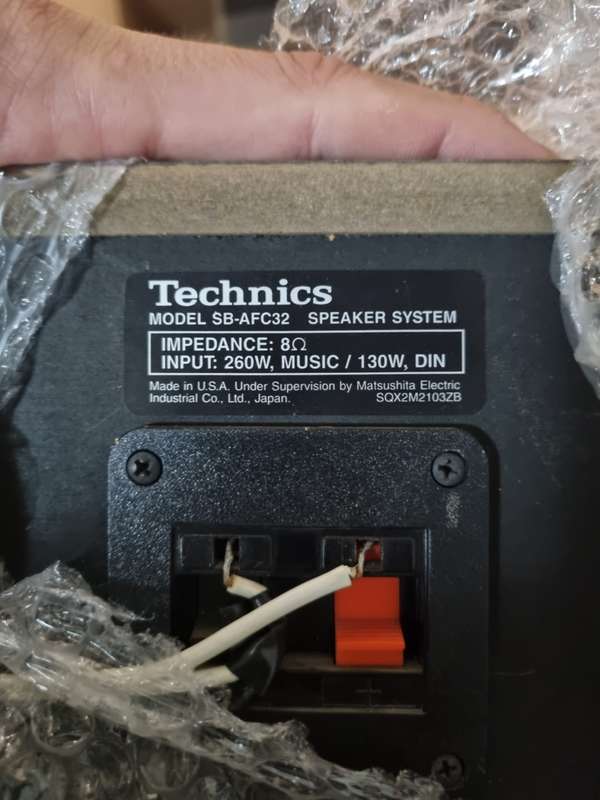 Technics
MODEL SB-AFC32 SPEAKER SYSTEM
IMPEDANCE: 8Ω
INPUT: 260W, MUSIC / 130W, DIN
Made in U.S.A. Under Supervision by Matsushita Electric
Industrial Co., Ltd., Japan. SQX2M2103ZB